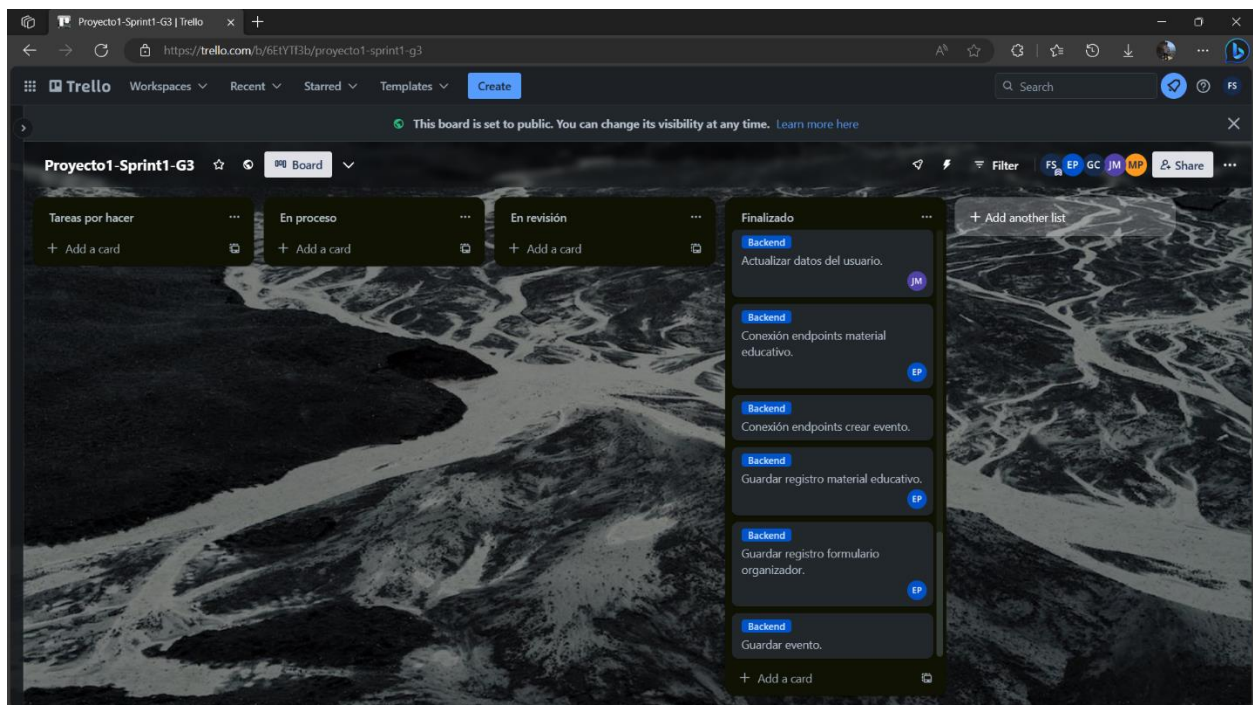 Proyecto1-Sprint1-G3 | Trello
https://trello.com/b/6EtYTf3b/proyecto1-sprint1-g3
Trello Workspaces Recent Starred Templates Create Search FS
This board is set to public. You can change its visibility at any time. Learn more here
Proyecto1-Sprint1-G3 Board Filter FS EP GC JM MP Share
Tareas por hacer
+ Add a card
En proceso
+ Add a card
En revisión
+ Add a card
Finalizado
Backend
Actualizar datos del usuario.
JM
Backend
Conexión endpoints material
educativo.
EP
Backend
Conexión endpoints crear evento.
Backend
Guardar registro material educativo.
EP
Backend
Guardar registro formulario
organizador.
EP
Backend
Guardar evento.
+ Add a card
+ Add another list